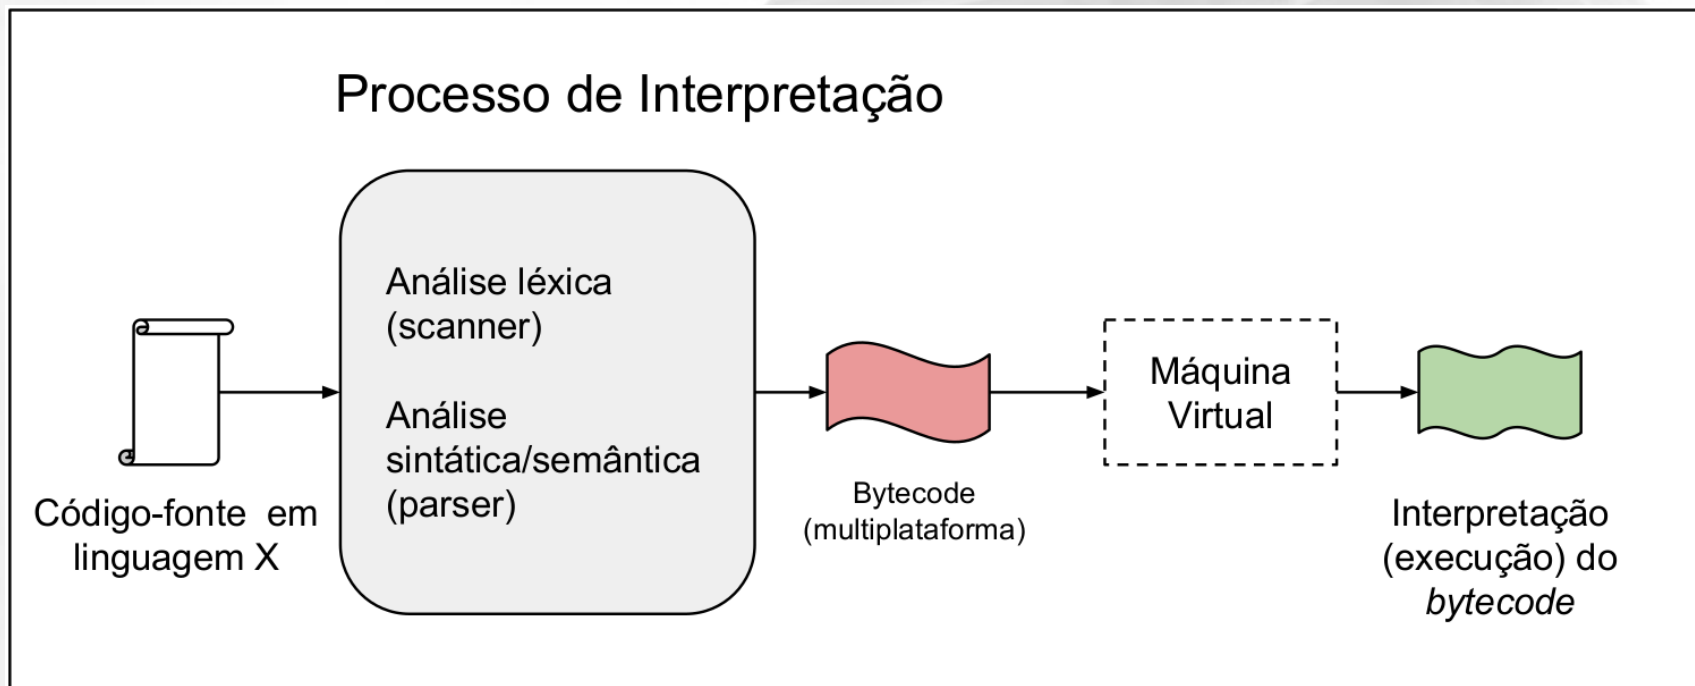 Processo de Interpretação
Código-fonte em
linguagem X
Análise léxica
(scanner)
Análise
sintática/semântica
(parser)
Bytecode
(multiplataforma)
Máquina
Virtual
Interpretação
(execução) do
bytecode